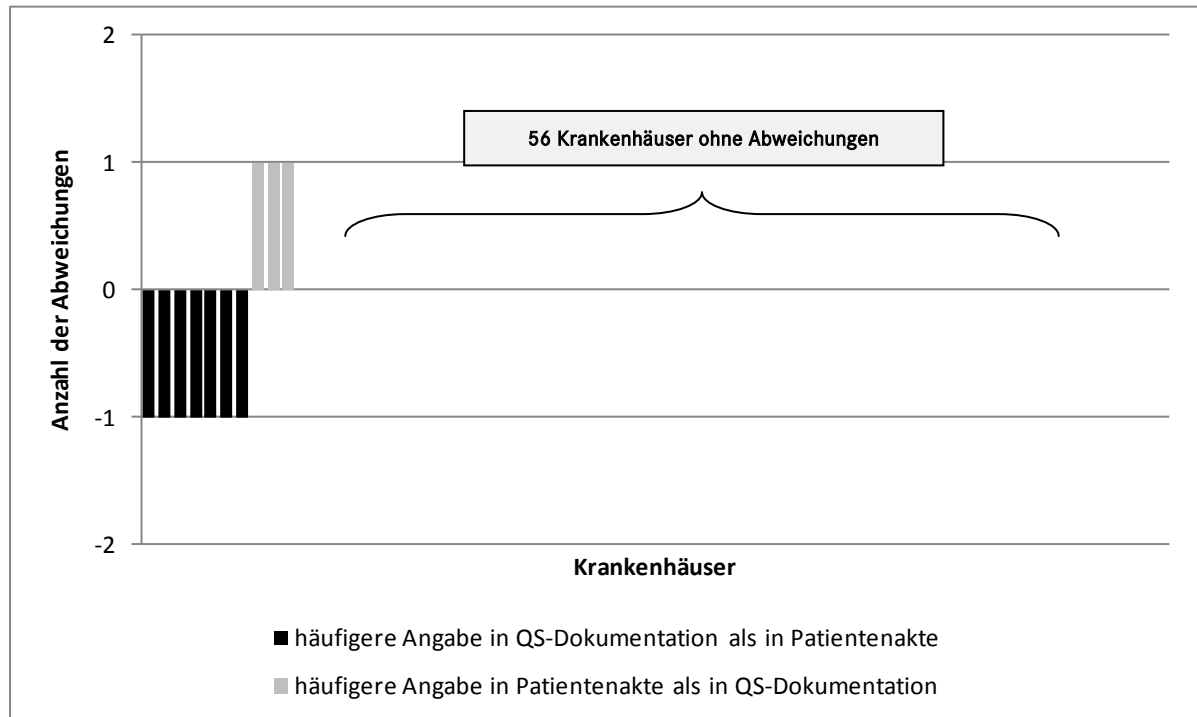 2
56 Krankenhäuser ohne Abweichungen
1
Anzahl der Abweichungen
0
-1
-2
Krankenhäuser
häufigere Angabe in QS-Dokumentation als in Patientenakte
häufigere Angabe in Patientenakte als in QS-Dokumentation